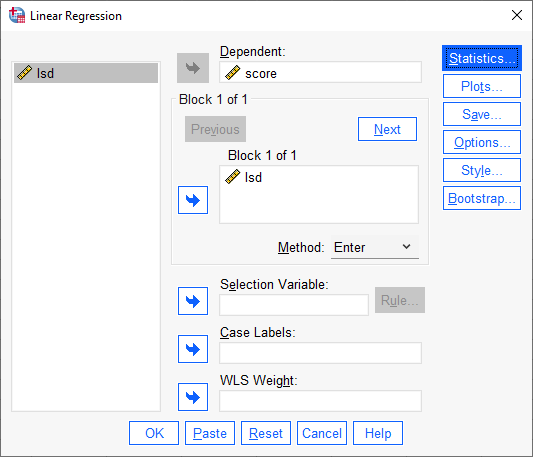 Linear Regression
lsd
Dependent:
score
Block 1 of 1
Previous
Next
Block 1 of 1
lsd
Method: Enter
Selection Variable:
Rule...
Case Labels:
WLS Weight:
Statistics...
Plots...
Save...
Options...
Style...
Bootstrap...
OK Paste Reset Cancel Help